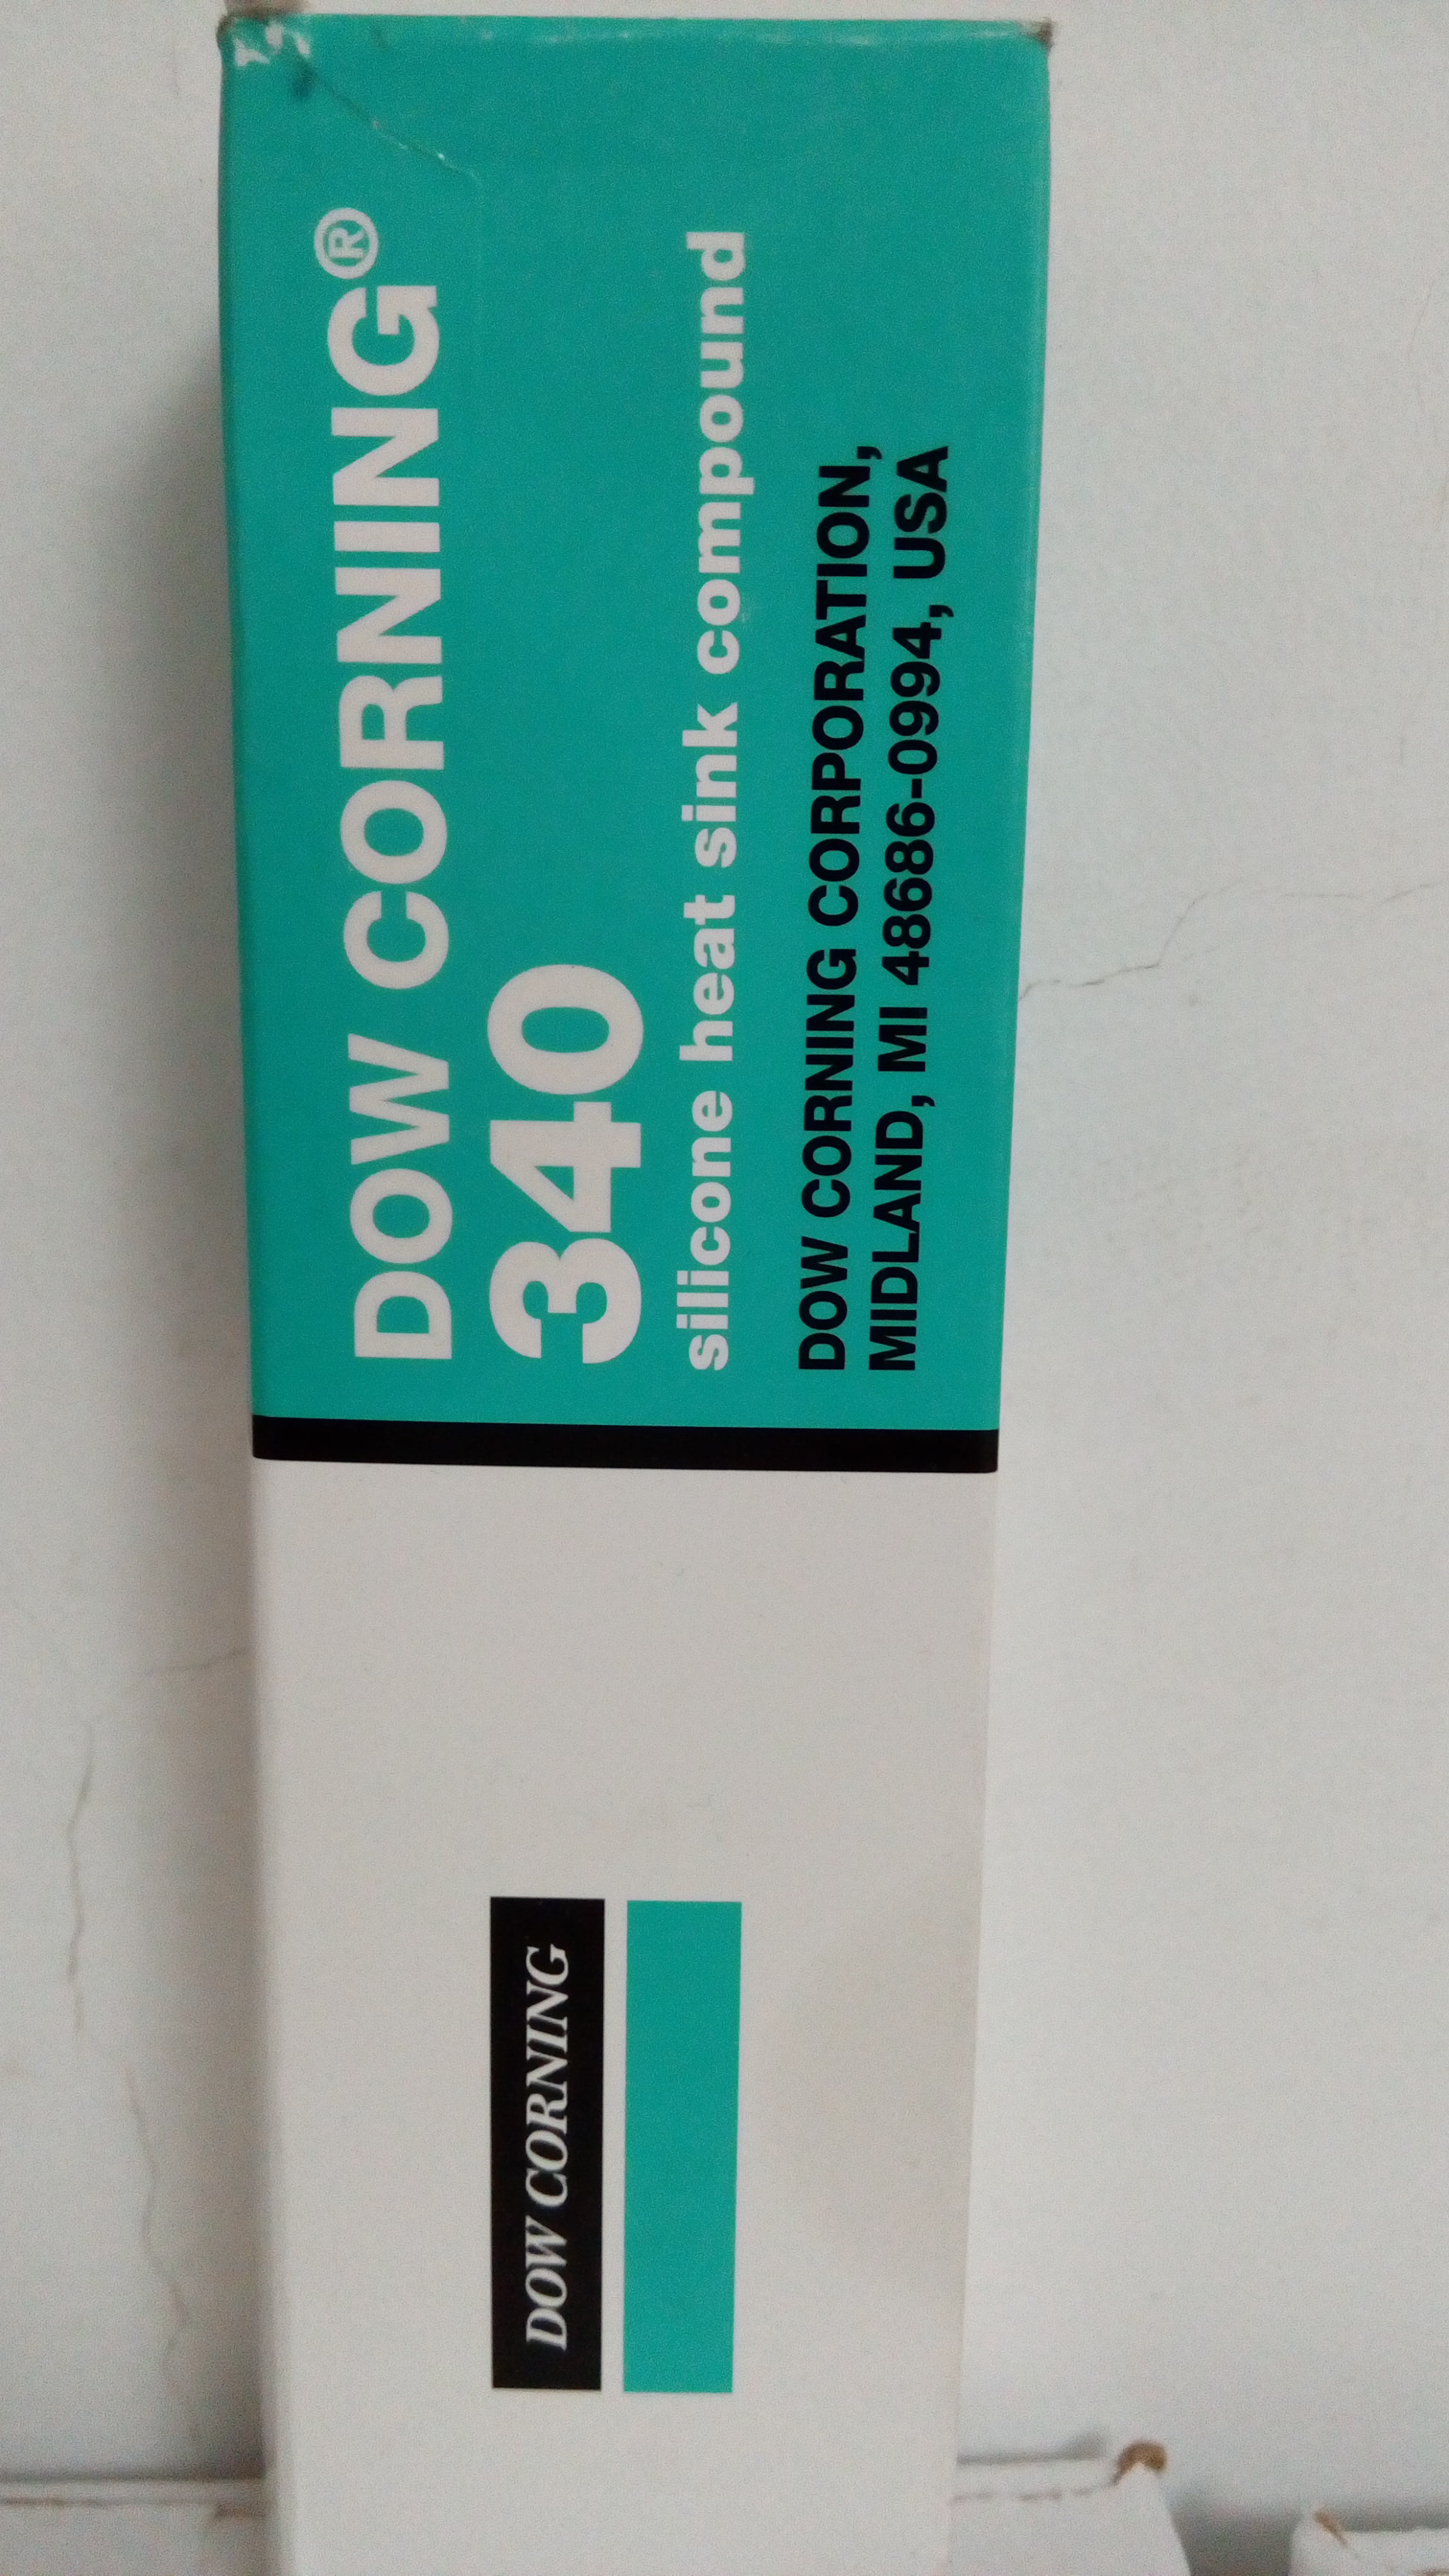 DOW CORNING®
340
silicone heat sink compound
DOW CORNING CORPORATION,
MIDLAND, MI 48686-0994, USA
DOW CORNING